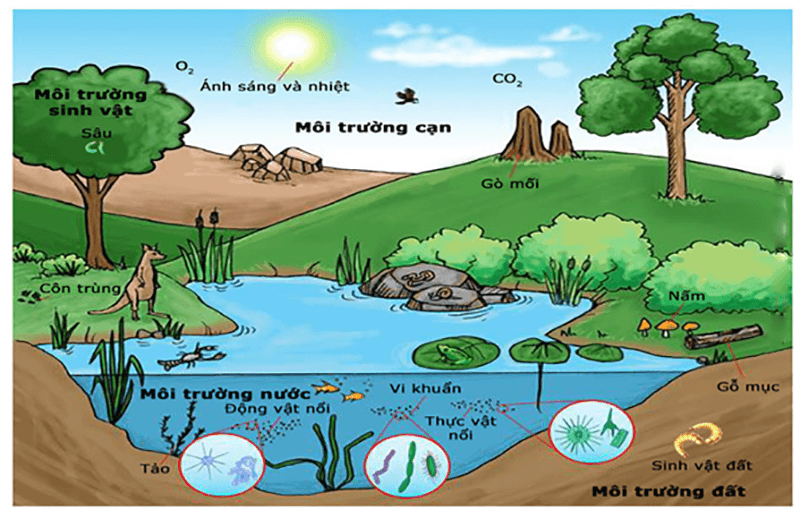 O2
Ánh sáng và nhiệt
CO2
Môi trường
sinh vật
Sâu
Môi trường cạn
Gò mối
Côn trùng
Nấm
Gỗ mục
Môi trường nước
Vi khuẩn
Động vật nổi
Thực vật
nổi
Tảo
Sinh vật đất
Môi trường đất